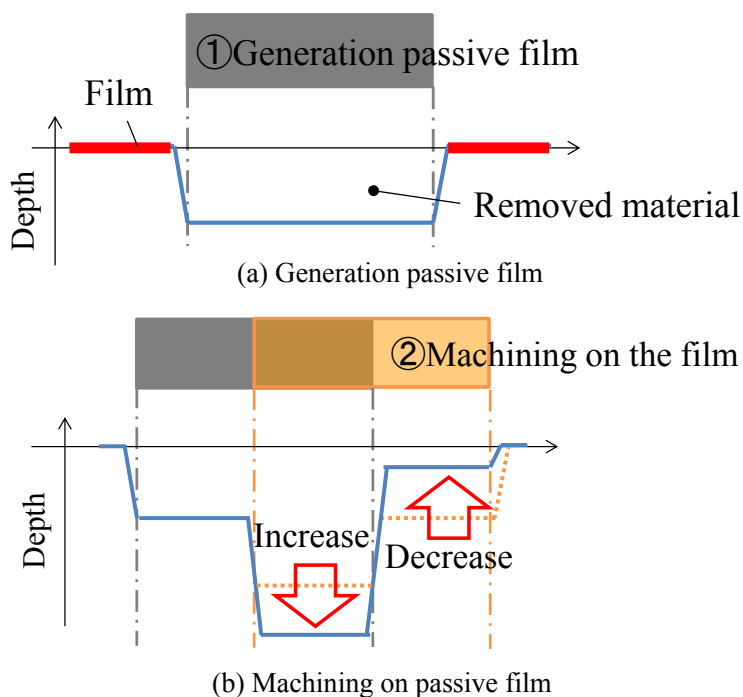 ①Generation passive film
Film
Depth
Removed material
(a) Generation passive film
②Machining on the film
Depth
Increase
Decrease
(b) Machining on passive film